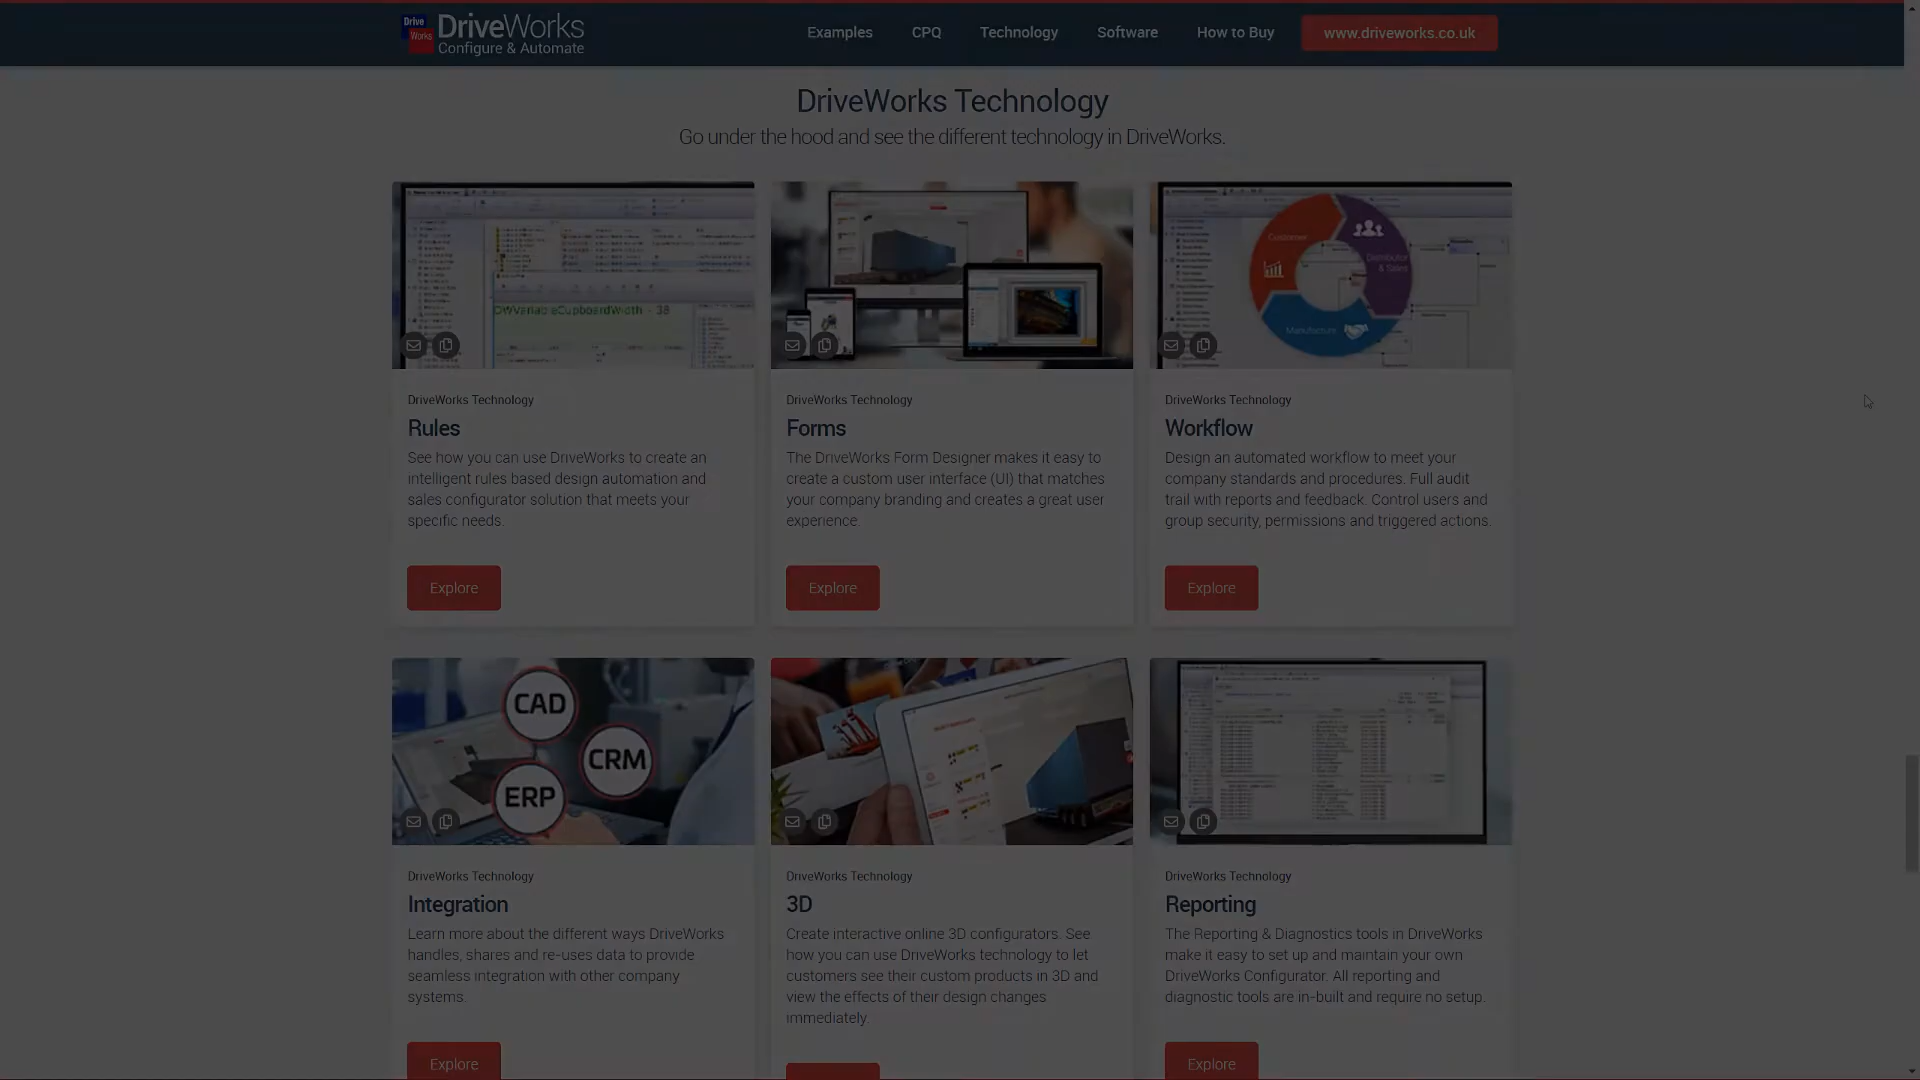 Drive
Works
DriveWorks
Configure & Automate
Examples
CPQ
Technology
Software
How to Buy
www.driveworks.co.uk
DriveWorks Technology
Go under the hood and see the different technology in DriveWorks.
DWVariableCupboardWidth - 38
Customer
Distributor
& Sales
Manufacture
DriveWorks Technology
Rules
See how you can use DriveWorks to create an
intelligent rules based design automation and
sales configurator solution that meets your
specific needs.
Explore
DriveWorks Technology
Forms
The DriveWorks Form Designer makes it easy to
create a custom user interface (UI) that matches
your company branding and creates a great user
experience.
Explore
DriveWorks Technology
Workflow
Design an automated workflow to meet your
company standards and procedures. Full audit
trail with reports and feedback. Control users and
group security, permissions and triggered actions.
Explore
CAD
CRM
ERP
DriveWorks Technology
Integration
Learn more about the different ways DriveWorks
handles, shares and re-uses data to provide
seamless integration with other company
systems.
Explore
DriveWorks Technology
3D
Create interactive online 3D configurators. See
how you can use DriveWorks technology to let
customers see their custom products in 3D and
view the effects of their design changes
immediately.
DriveWorks Technology
Reporting
The Reporting & Diagnostics tools in DriveWorks
make it easy to set up and maintain your own
DriveWorks Configurator. All reporting and
diagnostic tools are in-built and require no setup.
Explore